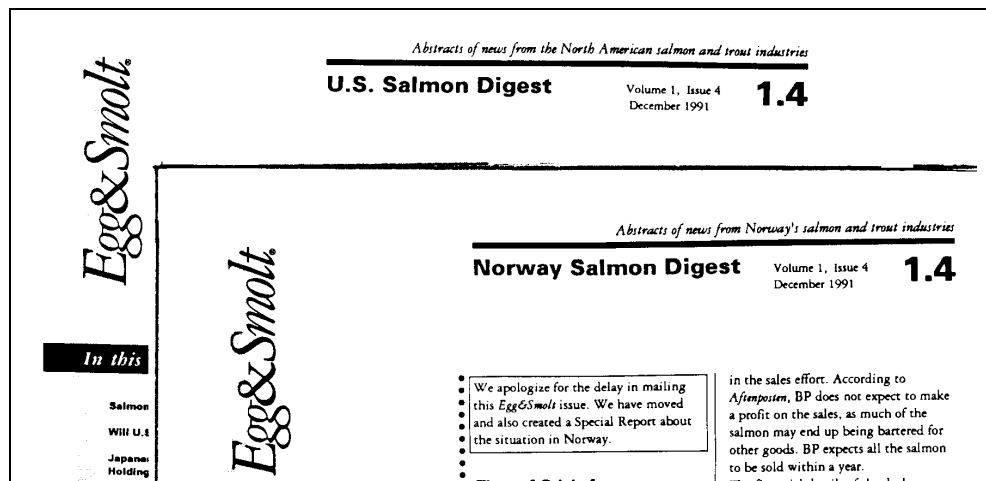 Abstracts of news from the North American salmon and trout industries
U.S. Salmon Digest
Volume 1, Issue 4
December 1991
1.4
Egg&Smolt®
In this
Salmon
Will U.S
Japanes
Holding
Abstracts of news from Norway's salmon and trout industries
Norway Salmon Digest
Volume 1, Issue 4
December 1991
1.4
Egg&Smolt®
We apologize for the delay in mailing
this Egg&Smolt issue. We have moved
and also created a Special Report about
the situation in Norway.
in the sales effort. According to
Aftenposten, BP does not expect to make
a profit on the sales, as much of the
salmon may end up being bartered for
other goods. BP expects all the salmon
to be sold within a year.